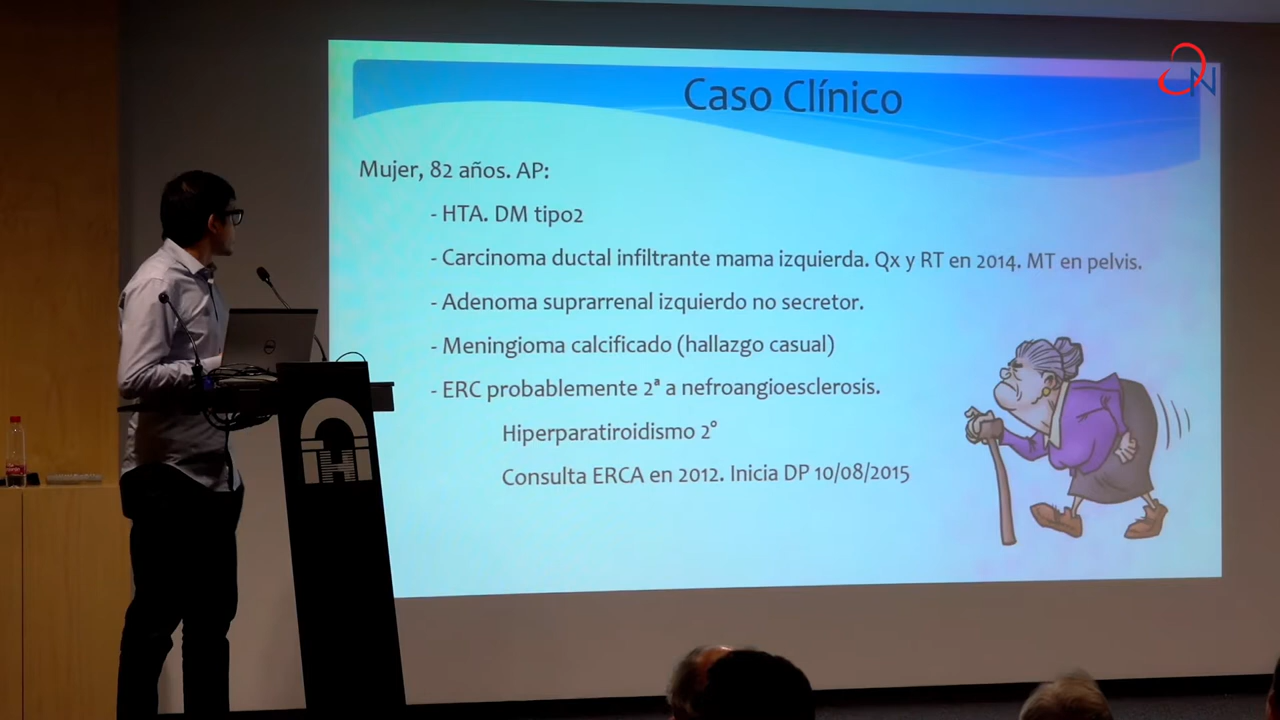 Caso Clínico
Mujer, 82 años. AP:
- HTA. DM tipo2
- Carcinoma ductal infiltrante mama izquierda. Qx y RT en 2014. MT en pelvis.
- Adenoma suprarrenal izquierdo no secretor.
- Meningioma calcificado (hallazgo casual)
- ERC probablemente 2ª a nefroangioesclerosis.
Hiperparatiroidismo 2°
Consulta ERCA en 2012. Inicia DP 10/08/2015
N
H